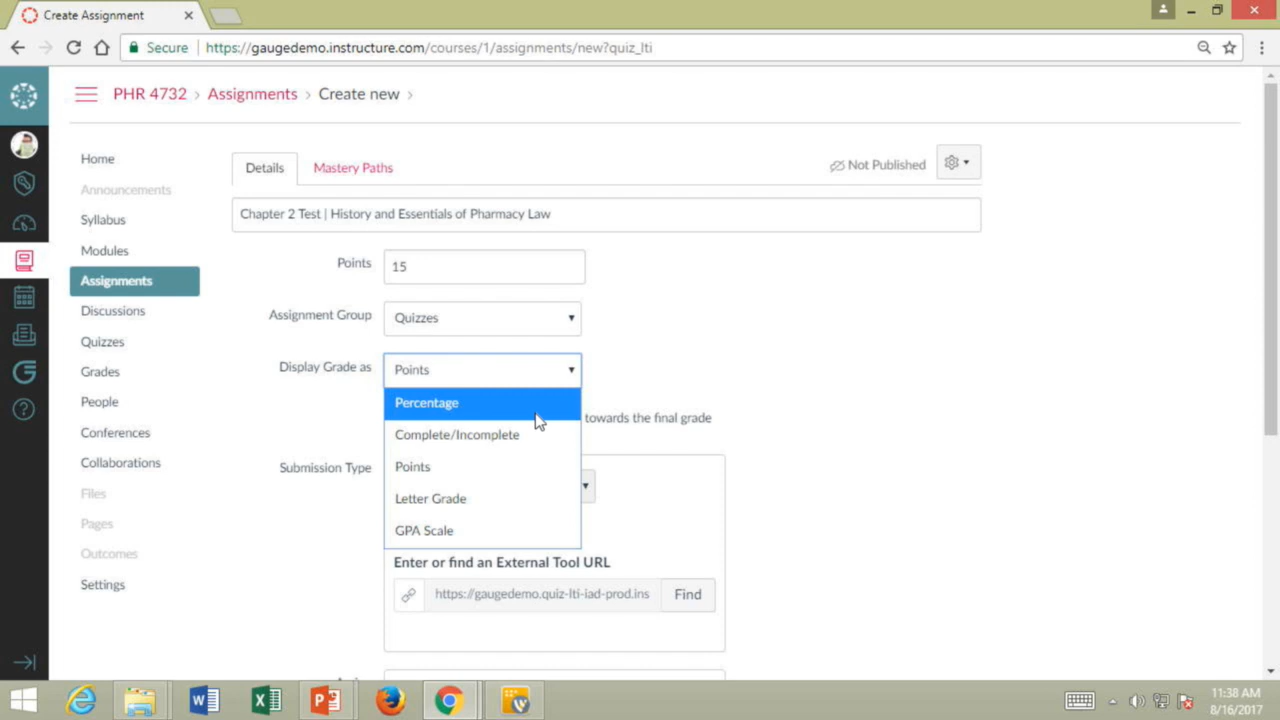 Create Assignment
Secure https://gaugedemo.instructure.com/courses/1/assignments/new?quiz_lti
PHR 4732 > Assignments > Create new >
Home
Announcements
Syllabus
Modules
Assignments
Discussions
Quizzes
Grades
People
Conferences
Collaborations
Files
Pages
Outcomes
Settings
Details Mastery Paths Not Published
Chapter 2 Test | History and Essentials of Pharmacy Law
Points 15
Assignment Group Quizzes
Display Grade as Points
Percentage
towards the final grade
Complete/Incomplete
Points
Submission Type
Letter Grade
GPA Scale
Enter or find an External Tool URL
https://gaugedemo.quiz-lti-iad-prod.ins Find
11:38 AM
8/16/2017